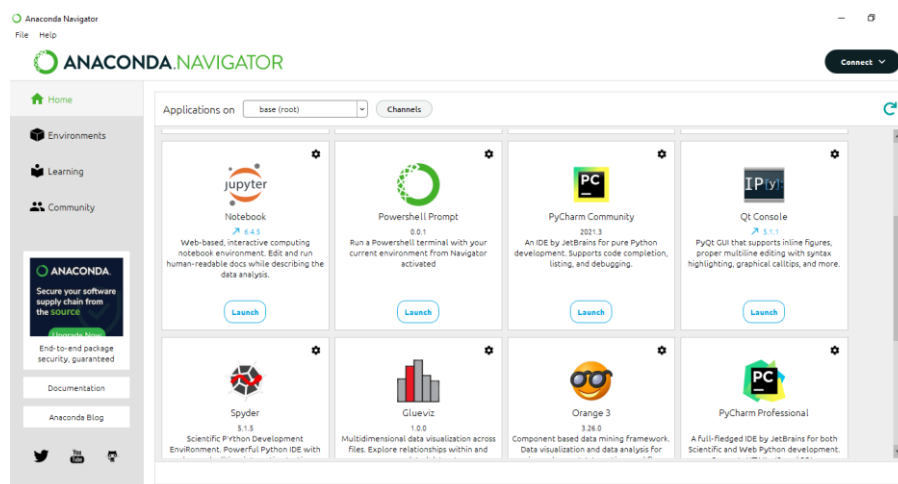 Anaconda Navigator
File Help
ANACONDA.NAVIGATOR
Connect
Home
Environments
Learning
Community
ANACONDA.
Secure your software
supply chain from
the source
Upgrade Now
End-to-end package
security, guaranteed
Documentation
Anaconda Blog
You
Tube
Applications on base (root) Channels
jupyter
Notebook
6.4.5
Web-based, interactive computing
notebook environment. Edit and run
human-readable docs while describing the
data analysis.
Launch
Powershell Prompt
0.0.1
Run a Powershell terminal with your
current environment from Navigator
activated
Launch
PC
PyCharm Community
2021.3
An IDE by JetBrains for pure Python
development. Supports code completion,
listing, and debugging.
Launch
IP[y]:
Qt Console
5.1.1
PyQt GUI that supports inline figures,
proper multiline editing with syntax
highlighting, graphical calltips, and more.
Launch
Spyder
5.1.5
Scientific PYthon Development
EnviRonment. Powerful Python IDE with
Glueviz
1.0.0
Multidimensional data visualization across
files. Explore relationships within and
Orange 3
3.26.0
Component based data mining framework.
Data visualization and data analysis for
PC
PyCharm Professional
A full-fledged IDE by JetBrains for both
Scientific and Web Python development.